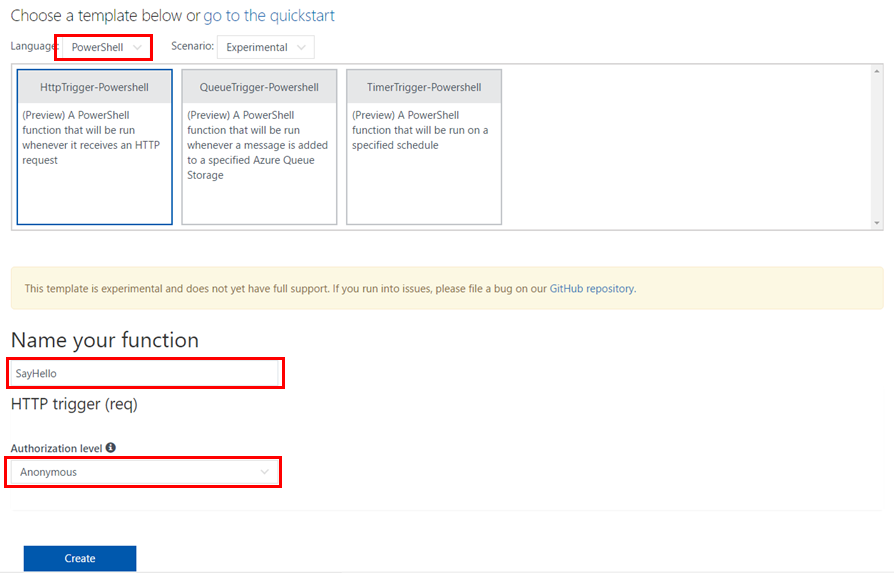 Choose a template below or go to the quickstart
Language: PowerShell Scenario: Experimental
HttpTrigger-Powershell
(Preview) A PowerShell
function that will be run
whenever it receives an HTTP
request
QueueTrigger-Powershell
(Preview) A PowerShell
function that will be run
whenever a message is added
to a specified Azure Queue
Storage
TimerTrigger-Powershell
(Preview) A PowerShell
function that will be run on a
specified schedule
This template is experimental and does not yet have full support. If you run into issues, please file a bug on our GitHub repository.
Name your function
SayHello
HTTP trigger (req)
Authorization level
Anonymous
Create